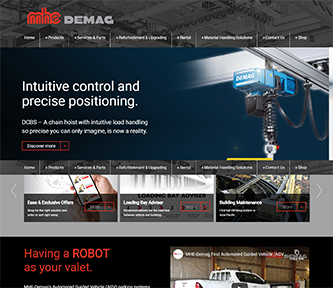 mhe DEMAG
Home + Products + Services & Parts + Refurbishment & Upgrading + Rental + Material Handling Solutions + Contact Us + Shop
DEMAG
Intuitive control and
precise positioning.
DCBS – A chain hoist with intuitive load handling
so precise you can only imagine, is now a reality.
Discover more
Home + Products + Services & Parts + Refurbishment & Upgrading + Rental + Material Handling Solutions + Contact Us + Shop
LOADING BAY ADVISER
More
More
More
Ease & Exclusive Offers
Loading Bay Adviser
Building Maintenance
Having a ROBOT
as your valet.
MHE-Demag First Automated Guided Vehicle (AGV)
MHE-Demag's Automated Guided Vehicle (AGV) parking systems